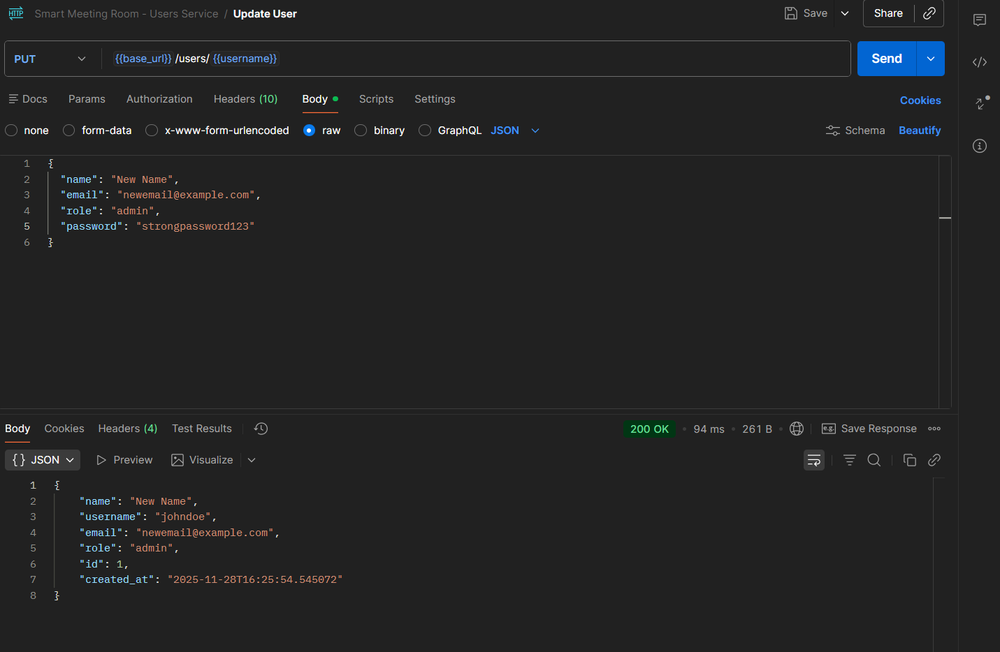 HTTP Smart Meeting Room - Users Service / Update User Save Share
PUT {{base_url}}/users/{{username}} Send
Docs Params Authorization Headers (10) Body Scripts Settings Cookies
none form-data x-www-form-urlencoded raw binary GraphQL JSON Schema Beautify
1 {
2 "name": "New Name",
3 "email": "newemail@example.com",
4 "role": "admin",
5 "password": "strongpassword123"
6 }
Body Cookies Headers (4) Test Results 200 OK • 94 ms • 261 B • e.g. Save Response
{} JSON Preview Visualize
1 {
2 "name": "New Name",
3 "username": "johndoe",
4 "email": "newemail@example.com",
5 "role": "admin",
6 "id": 1,
7 "created_at": "2025-11-28T16:25:54.545072"
8 }